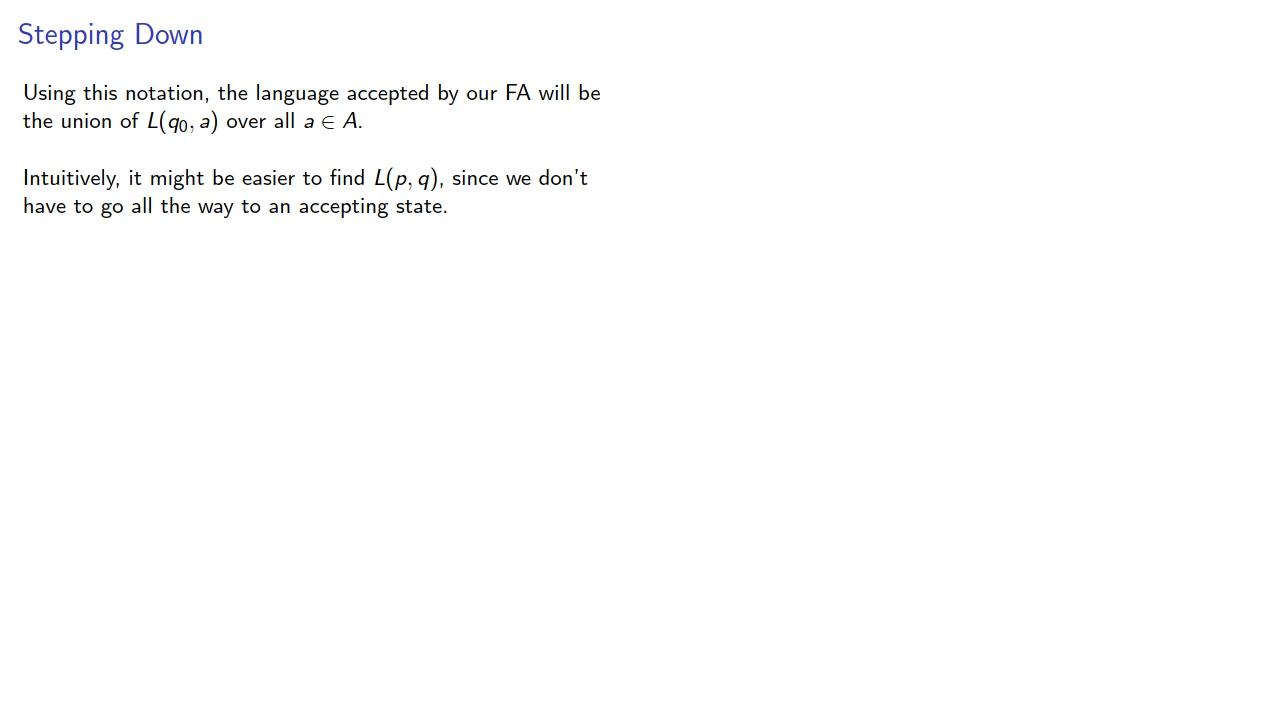 Stepping Down
Using this notation, the language accepted by our FA will be
the union of L(q₀, a) over all a ∈ A.
Intuitively, it might be easier to find L(p, q), since we don't
have to go all the way to an accepting state.